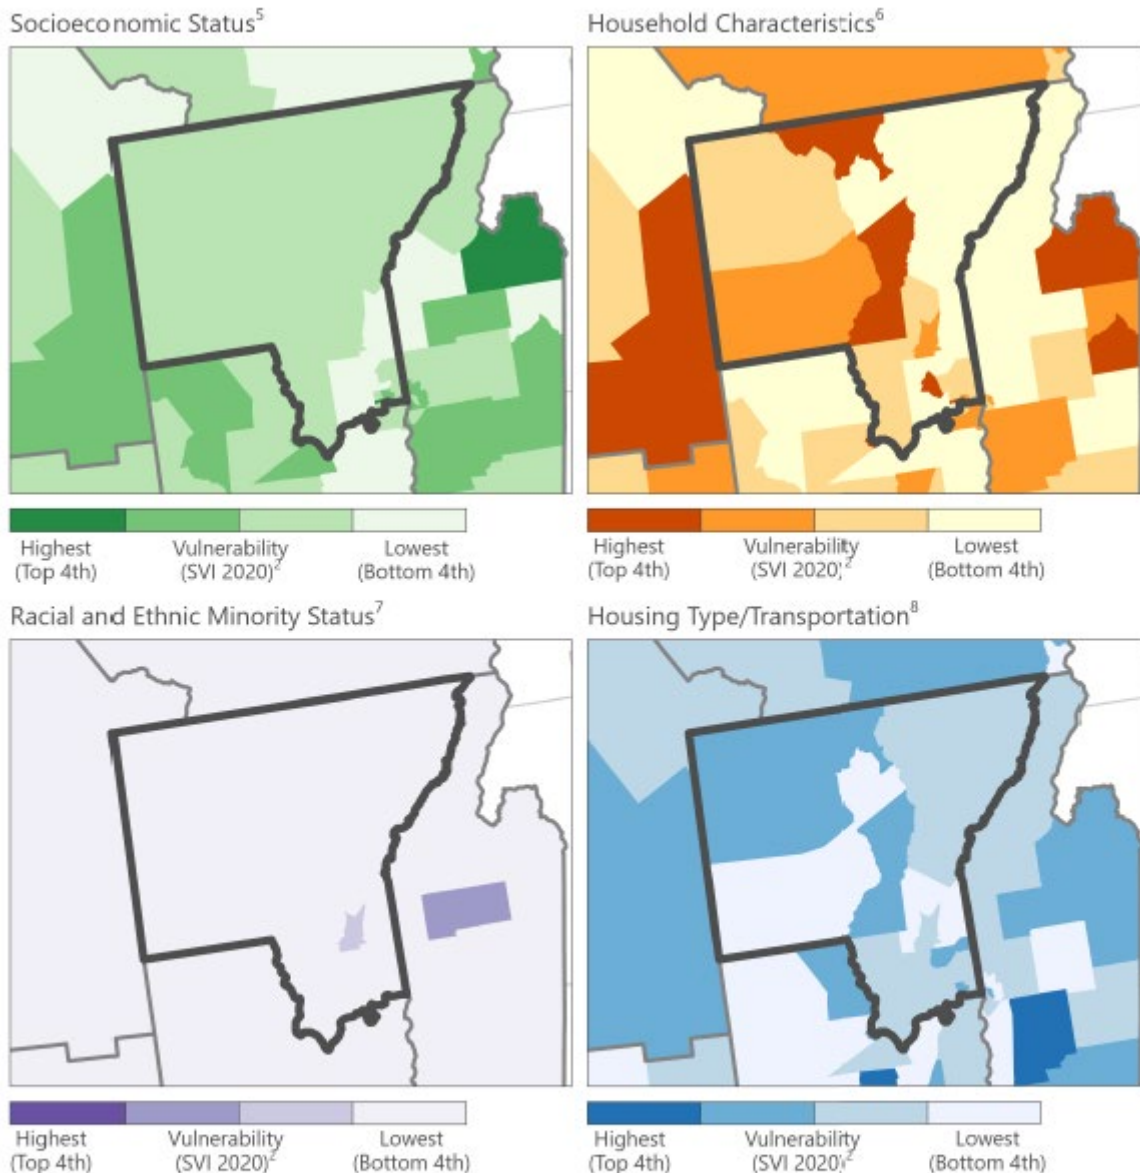 Socioeconomic Status5
Household Characteristics6
Highest
(Top 4th)
Vulnerability
(SVI 2020)2
Lowest
(Bottom 4th)
Highest
(Top 4th)
Vulnerability
(SVI 2020)2
Lowest
(Bottom 4th)
Racial and Ethnic Minority Status7
Housing Type/Transportation8
Highest
(Top 4th)
Vulnerability
(SVI 2020)2
Lowest
(Bottom 4th)
Highest
(Top 4th)
Vulnerability
(SVI 2020)2
Lowest
(Bottom 4th)